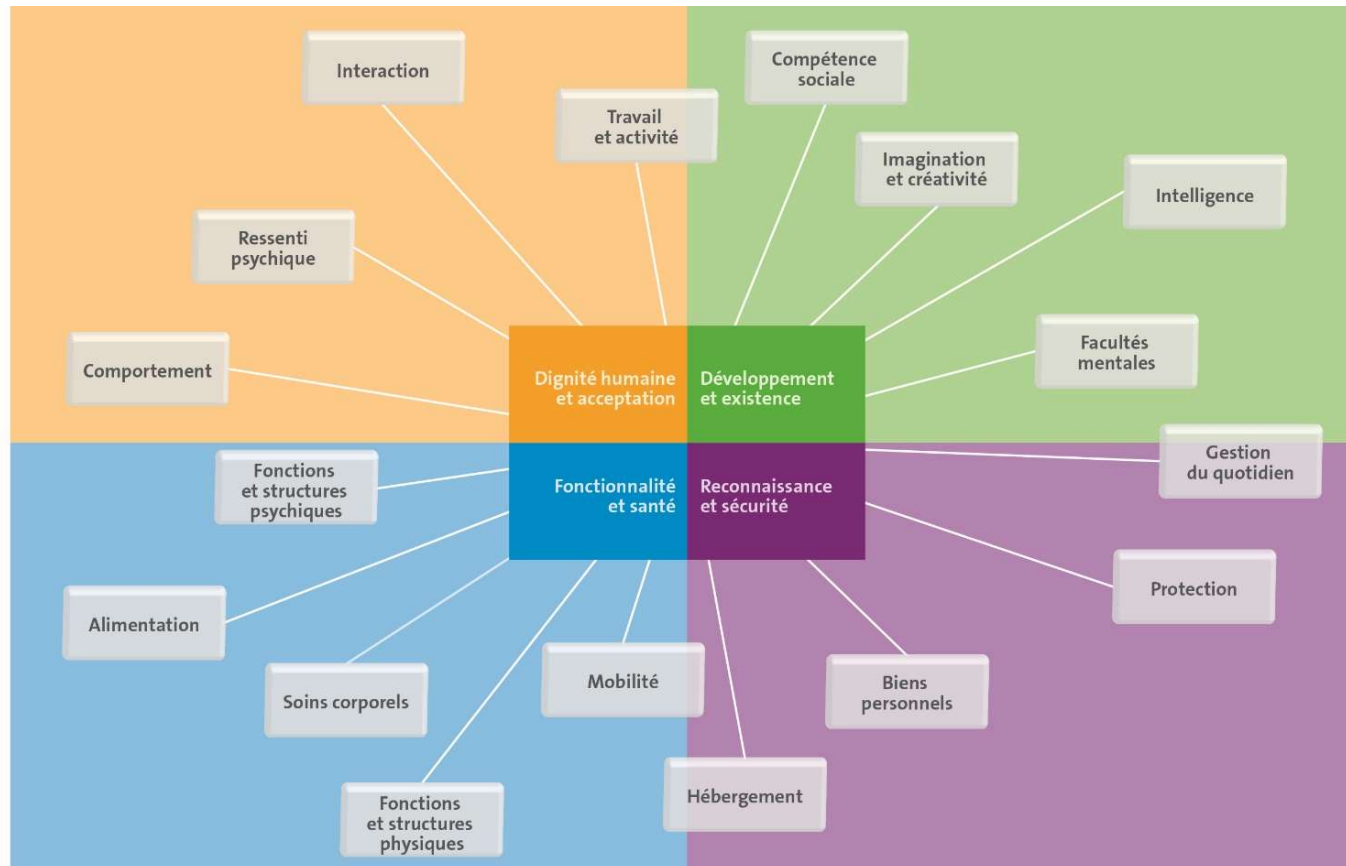 Interaction
Travail
et activité
Ressenti
psychique
Comportement
Compétence
sociale
Imagination
et créativité
Intelligence
Facultés
mentales
Dignité humaine
et acceptation
Développement
et existence
Fonctionnalité
et santé
Reconnaissance
et sécurité
Fonctions
et structures
psychiques
Alimentation
Soins corporels
Fonctions
et structures
physiques
Mobilité
Gestion
du quotidien
Protection
Biens
personnels
Hébergement